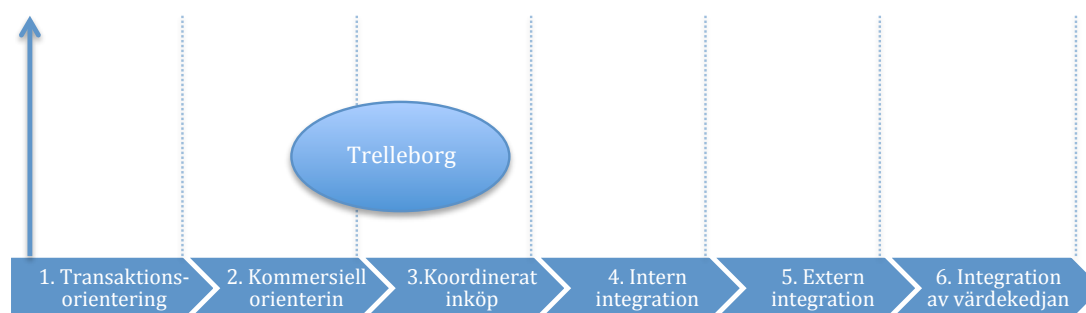 Trelleborg
1. Transaktions-
orientering
2. Kommersiell
orienterin
3.Koordinerat
inköp
4. Intern
integration
5. Extern
integration
6. Integration
av värdekedjan